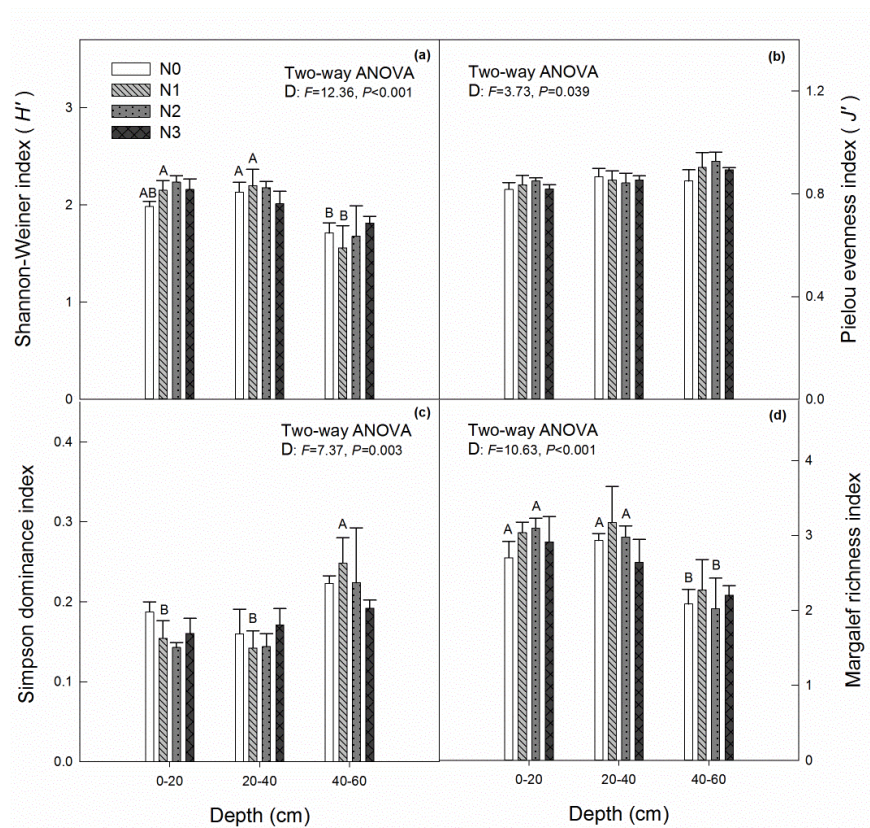 (a)
N0
N1
N2
N3
Two-way ANOVA
D: F=12.36, P<0.001
Shannon-Weiner index ( H′ )
3
2
1
0
AB A
A A
B B
(b)
Two-way ANOVA
D: F=3.73, P=0.039
1.2
0.8
0.4
0.0
Pielou evenness index ( J′ )
(c)
Two-way ANOVA
D: F=7.37, P=0.003
Simpson dominance index
0.4
0.3
0.2
0.1
0.0
B
B
A
0-20 20-40 40-60
Depth (cm)
(d)
Two-way ANOVA
D: F=10.63, P<0.001
4
3
2
1
0
Margalef richness index
A A
A A
B B
0-20 20-40 40-60
Depth (cm)